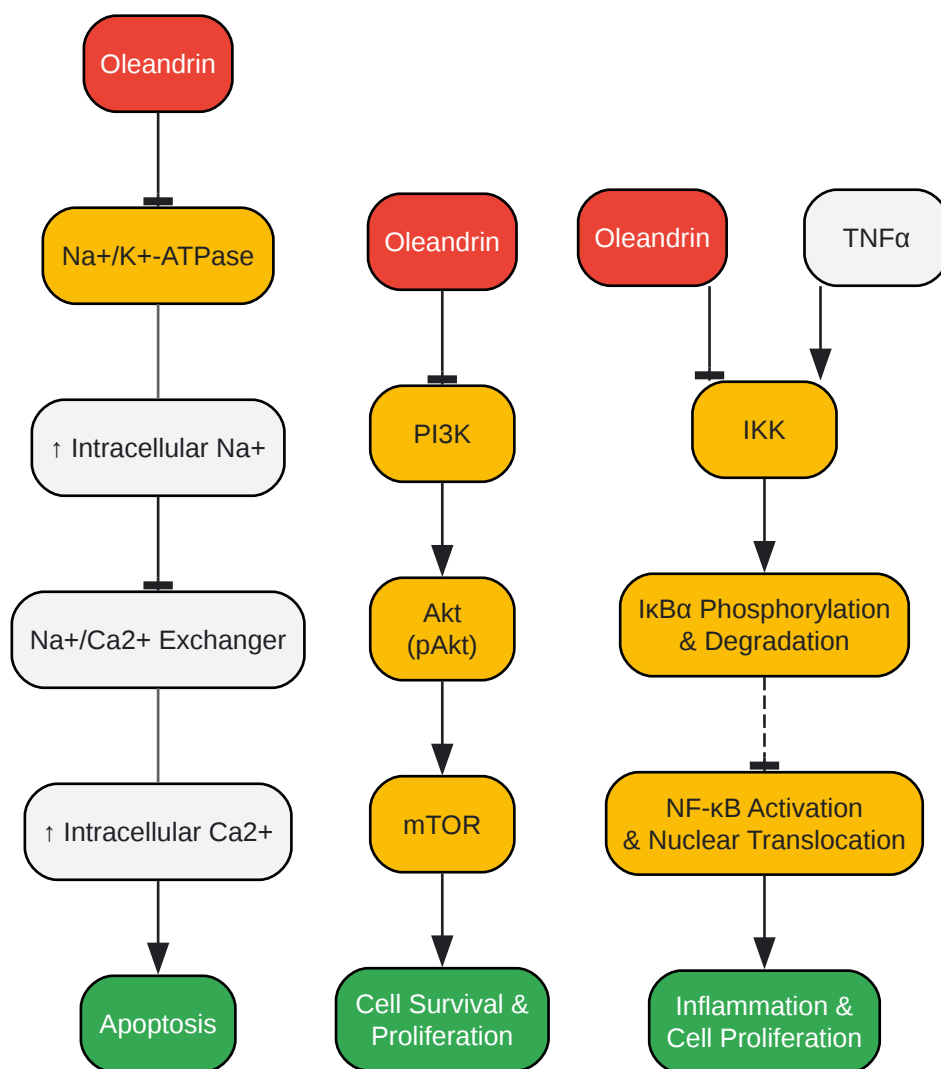 Oleandrin
Na+/K+-ATPase
↑ Intracellular Na+
Na+/Ca2+ Exchanger
↑ Intracellular Ca2+
Apoptosis
Oleandrin
PI3K
Akt
(pAkt)
mTOR
Cell Survival &
Proliferation
Oleandrin
TNFα
IKK
IκBα Phosphorylation
& Degradation
NF-κB Activation
& Nuclear Translocation
Inflammation &
Cell Proliferation